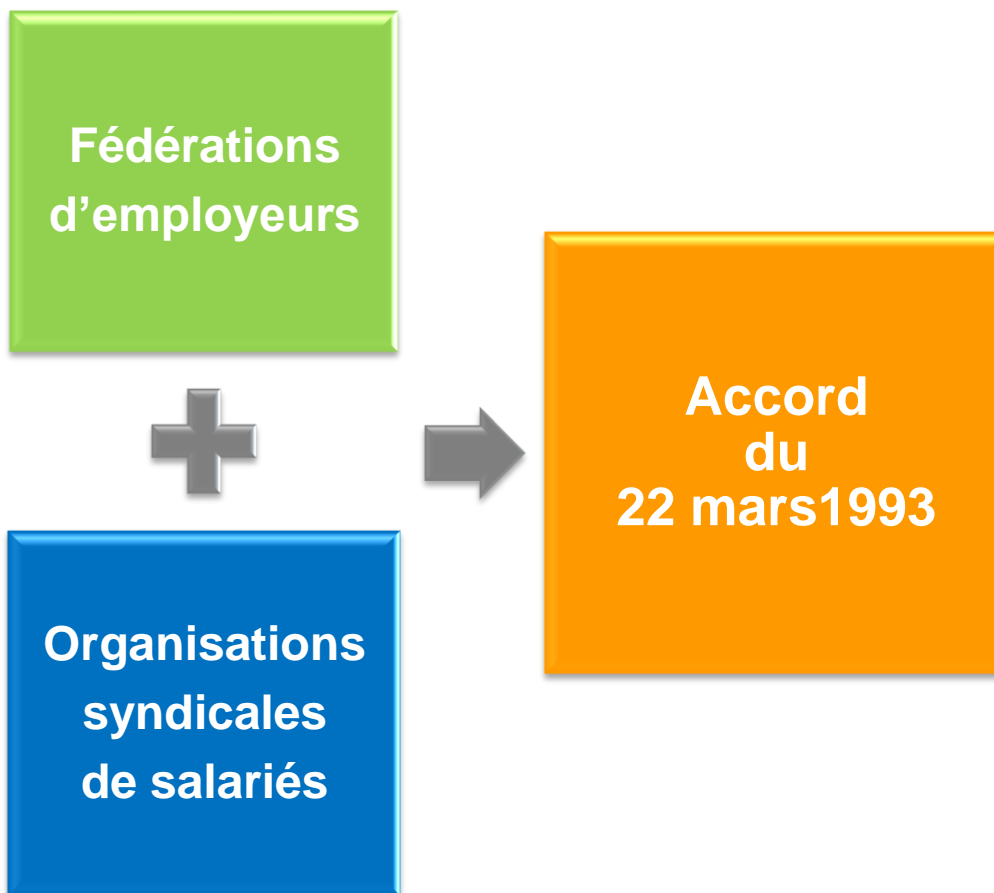 Fédérations
d’employeurs
Organisations
syndicales
de salariés
Accord
du
22 mars1993